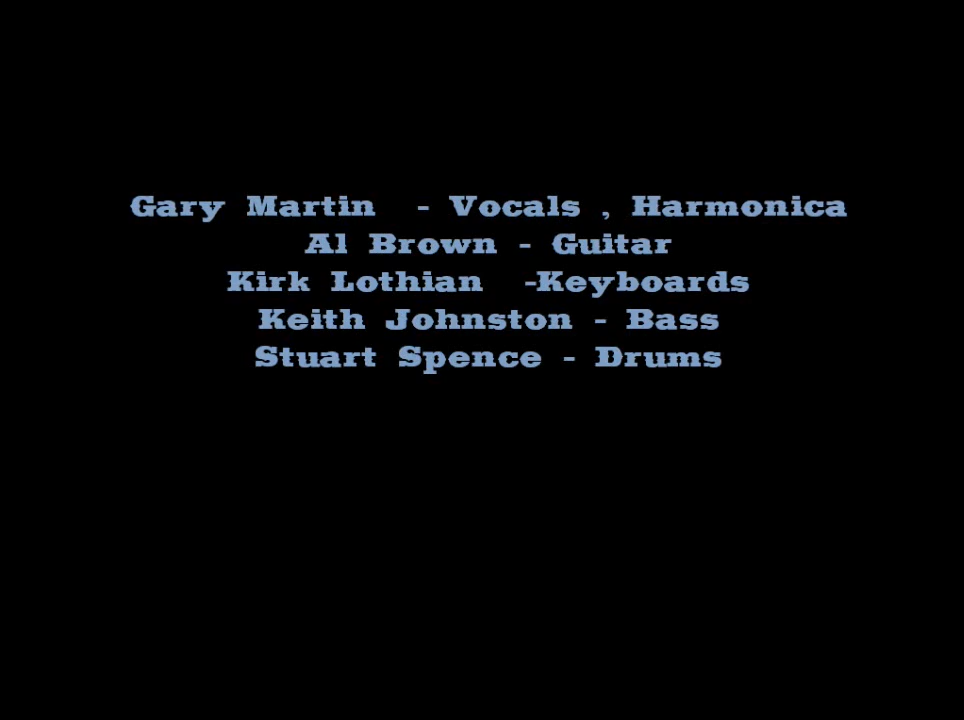 Gary Martin - Vocals , Harmonica
Al Brown - Guitar
Kirk Lothian -Keyboards
Keith Johnston - Bass
Stuart Spence - Drums